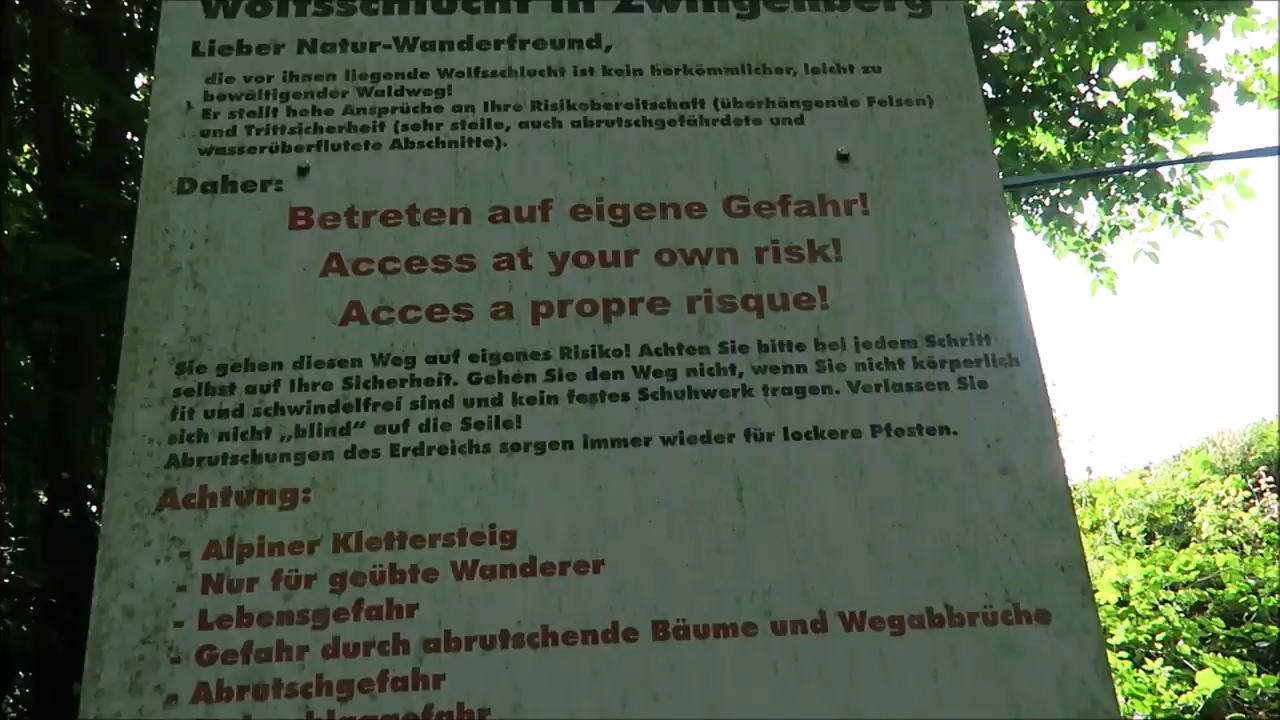 Wolfsschlucht in Zwingenberg
Lieber Natur-Wanderfreund,
die vor ihnen liegende Wolfsschlucht ist kein herkömmlicher, leicht zu
bewältigender Waldweg!
Er stellt hohe Ansprüche an Ihre Risikobereitschaft (überhängende Felsen)
und Trittsicherheit (sehr steile, auch abrutschgefährdete und
wasserüberflutete Abschnitte).
Daher:
Betreten auf eigene Gefahr!
Access at your own risk!
Acces a propre risque!
Sie gehen diesen Weg auf eigenes Risiko! Achten Sie bitte bei jedem Schritt
selbst auf Ihre Sicherheit. Gehen Sie den Weg nicht, wenn Sie nicht körperlich
fit und schwindelfrei sind und kein festes Schuhwerk tragen. Verlassen Sie
sich nicht „blind“ auf die Seile!
Abrutschungen des Erdreichs sorgen immer wieder für lockere Pfosten.
Achtung:
- Alpiner Klettersteig
- Nur für geübte Wanderer
- Lebensgefahr
- Gefahr durch abrutschende Bäume und Wegabbrüche
- Abrutschgefahr